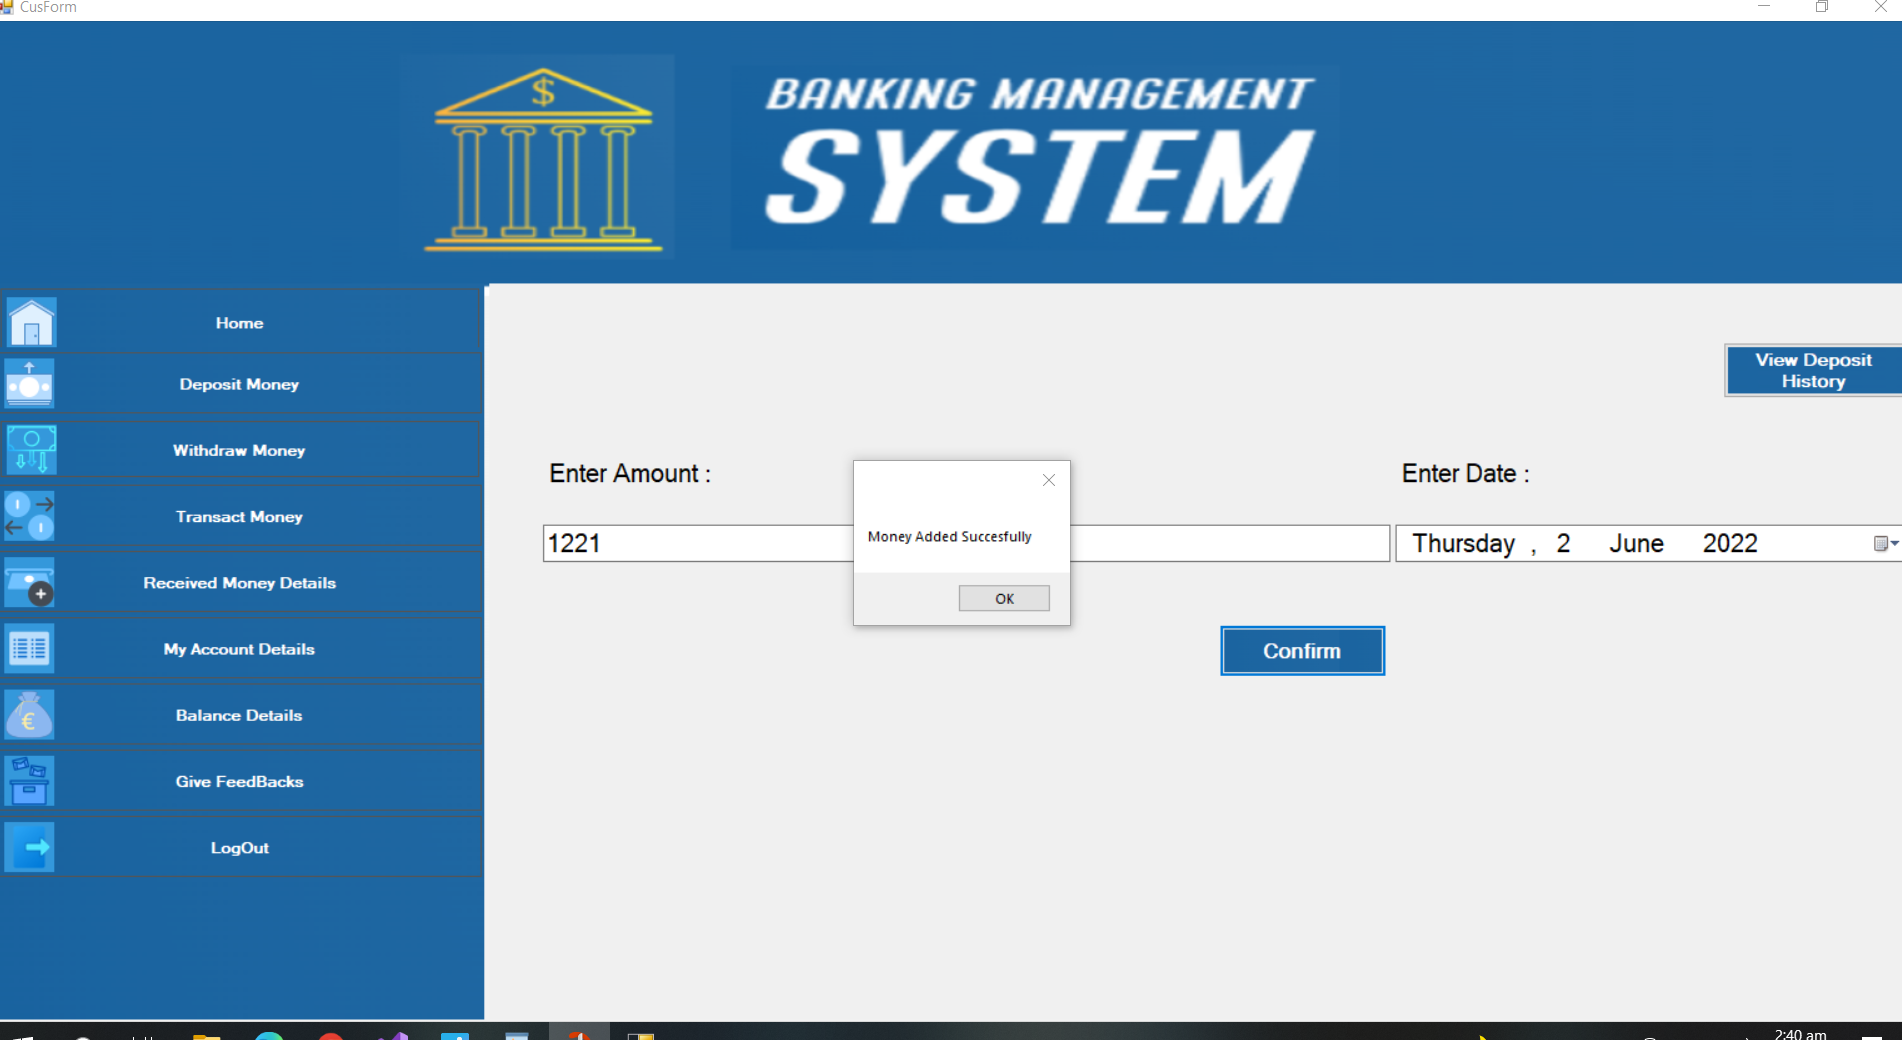 CusForm
$
BANKING MANAGEMENT
SYSTEM
Home
Deposit Money
Withdraw Money
Transact Money
Received Money Details
My Account Details
Balance Details
€
Give FeedBacks
LogOut
View Deposit
History
Enter Amount :
Enter Date :
1221
Thursday , 2 June 2022
Money Added Succesfully
OK
Confirm
2:40 am